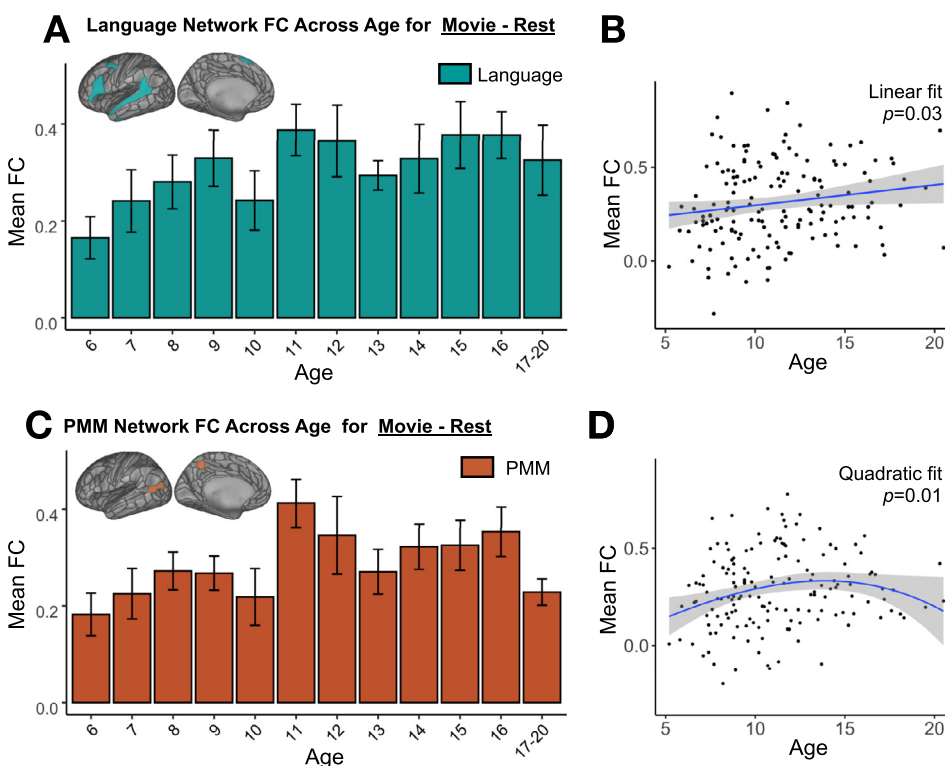 A Language Network FC Across Age for Movie - Rest
Language
Mean FC
0.4
0.2
0.0
6 7 8 9 10 11 12 13 14 15 16 17-20
Age
B
Linear fit
p=0.03
Mean FC
0.5
0.0
5 10 15 20
Age
C PMM Network FC Across Age for Movie - Rest
PMM
Mean FC
0.4
0.2
0.0
6 7 8 9 10 11 12 13 14 15 16 17-20
Age
D
Quadratic fit
p=0.01
Mean FC
0.5
0.0
5 10 15 20
Age